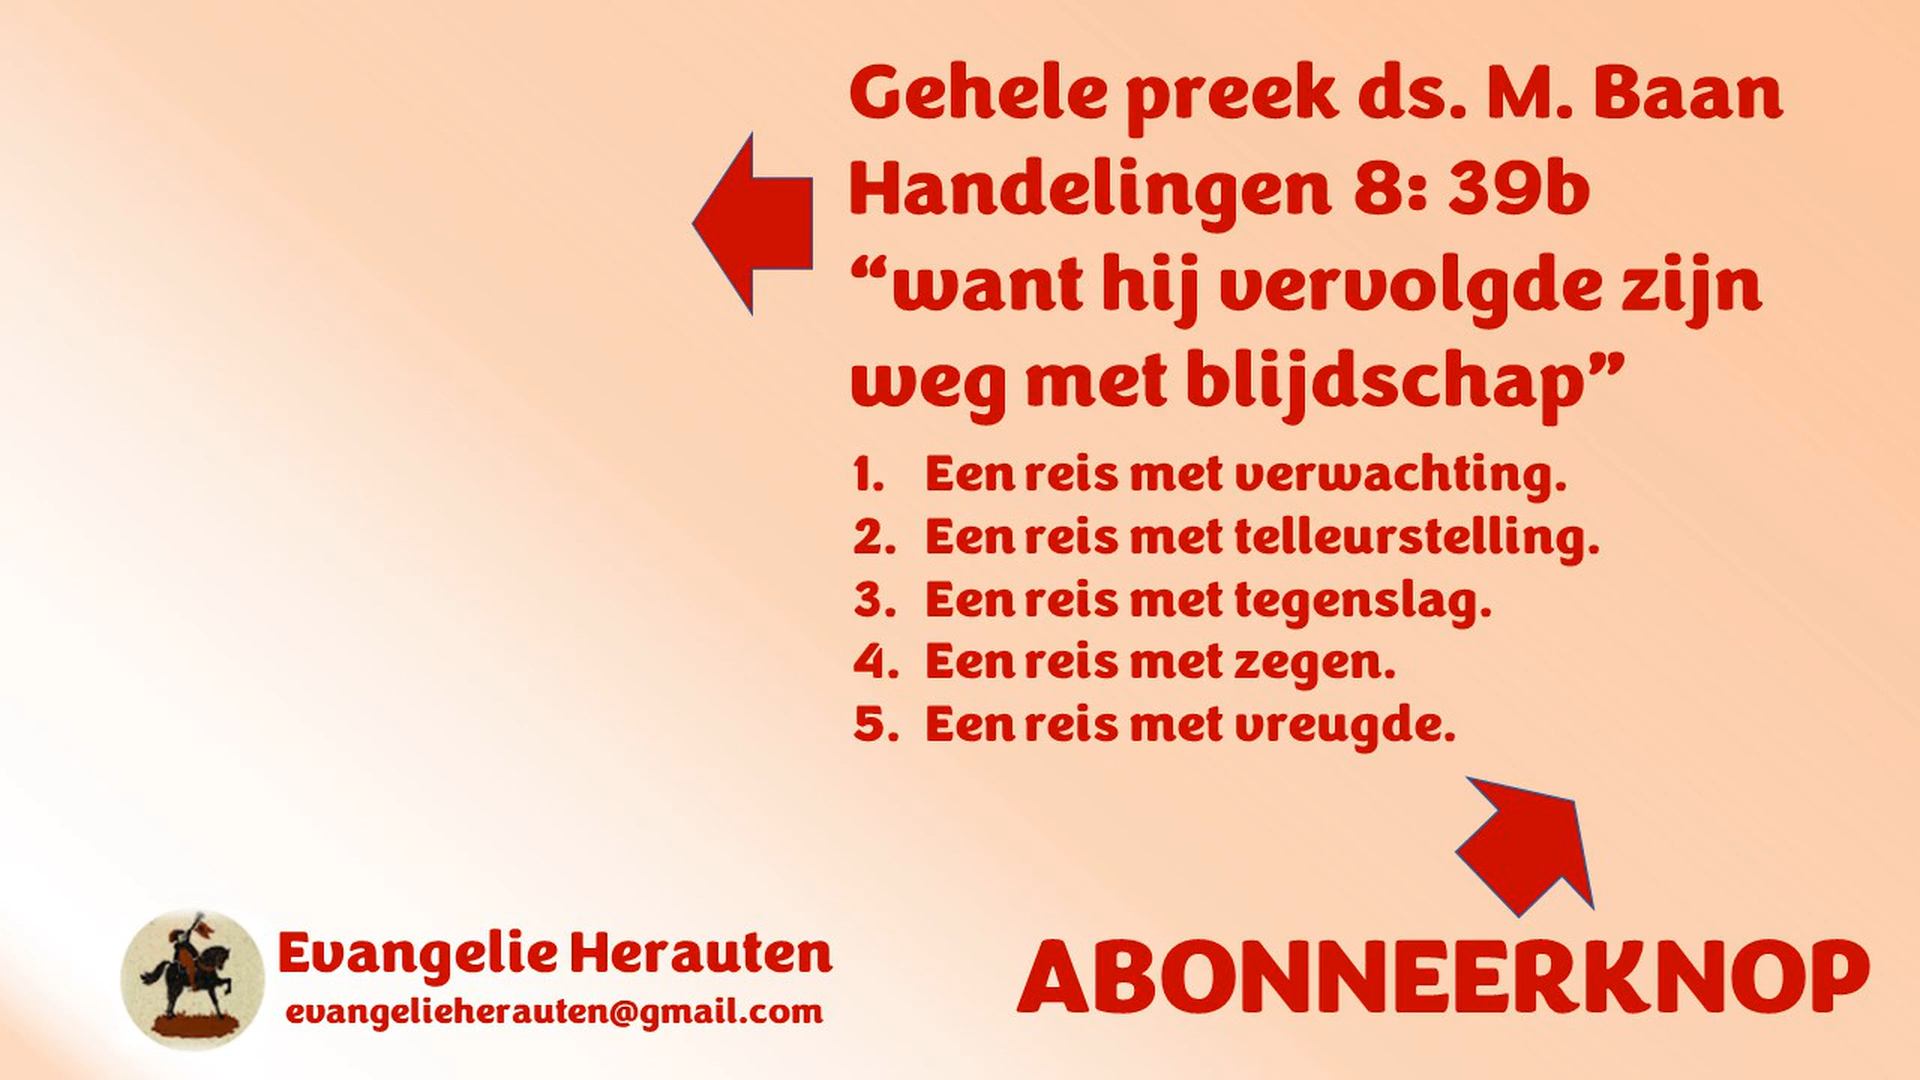 Gehele preek ds. M. Baan
Handelingen 8: 39b
“want hij vervolgde zijn
weg met blijdschap”
1. Een reis met verwachting.
2. Een reis met telleurstelling.
3. Een reis met tegenslag.
4. Een reis met zegen.
5. Een reis met vreugde.
Evangelie Herauten
evangelieherauten@gmail.com
ABONNEERKNOP